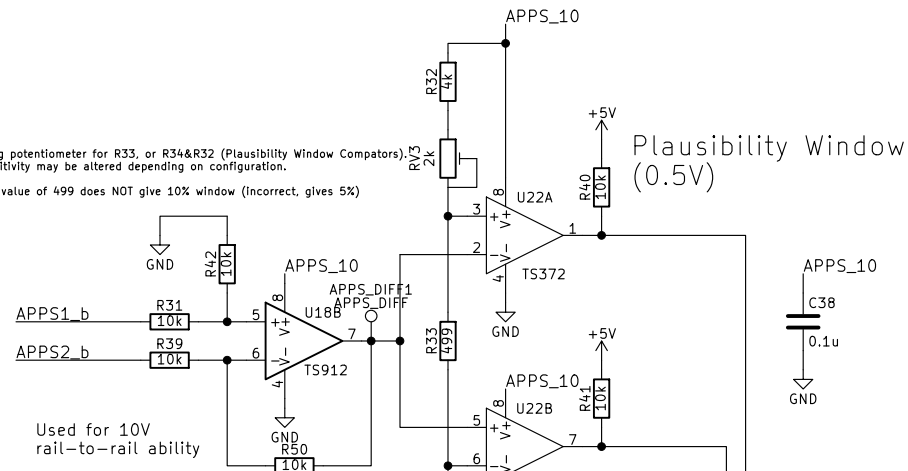 APPS_10
R32
4k
+5V
Plausibility Window
(0.5V)
g potentiometer for R33, or R34&R32 (Plausibility Window Compators).
itivity may be altered depending on configuration.
value of 499 does NOT give 10% window (incorrect, gives 5%)
RV3
2k
R40
10k
8
U22A
3
+
V+
1
2
-
V-
4
TS372
GND
GND
R42
10k
APPS_10
8
APPS_DIFF1
APPS_DIFF
U18B
APPS1_b
R31
10k
5
+
V+
7
APPS2_b
R39
10k
6
-
V-
4
TS912
GND
R33
499
APPS_10
C38
0.1u
GND
+5V
R41
10k
APPS_10
8
U22B
5
+
V+
7
6
-
V-
Used for 10V
rail-to-rail ability
R50
10k